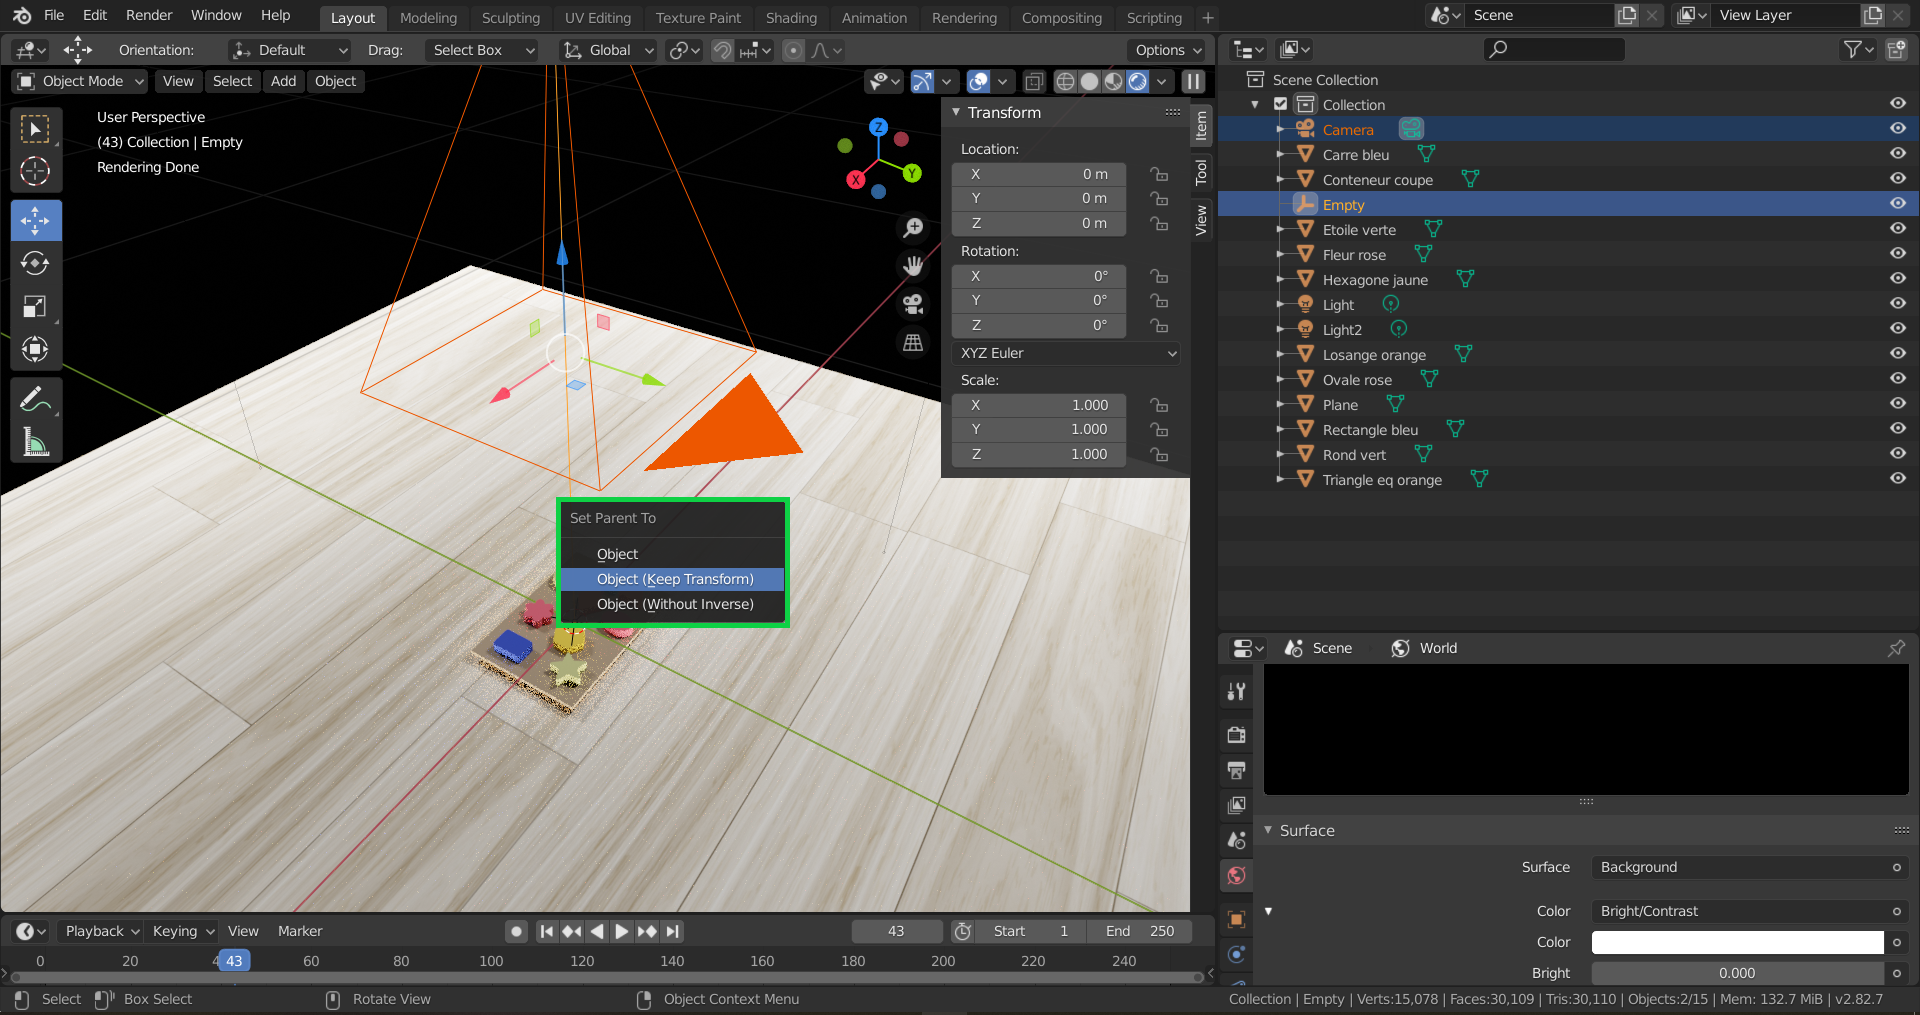 File Edit Render Window Help Layout Modeling Sculpting UV Editing Texture Paint Shading Animation Rendering Compositing Scripting + Scene View Layer
Orientation: Default Drag: Select Box Global Options
Object Mode View Select Add Object
User Perspective
(43) Collection | Empty
Rendering Done
Z
Y
X
Transform
Location:
X 0 m
Y 0 m
Z 0 m
Rotation:
X 0°
Y 0°
Z 0°
XYZ Euler
Scale:
X 1.000
Y 1.000
Z 1.000
Item
Tool
View
Set Parent To
Object
Object (Keep Transform)
Object (Without Inverse)
Scene Collection
Collection
Camera
Carre bleu
Conteneur coupe
Empty
Etoile verte
Fleur rose
Hexagone jaune
Light
Light2
Losange orange
Ovale rose
Plane
Rectangle bleu
Rond vert
Triangle eq orange
Scene World
Surface
Surface Background
Color Bright/Contrast
Color
Bright 0.000
Playback Keying View Marker 43 Start 1 End 250
0 20 4 43 60 80 100 120 140 160 180 200 220 240
Select Box Select Rotate View Object Context Menu Collection | Empty | Verts:15,078 | Faces:30,109 | Tris:30,110 | Objects:2/15 | Mem: 132.7 MiB | v2.82.7